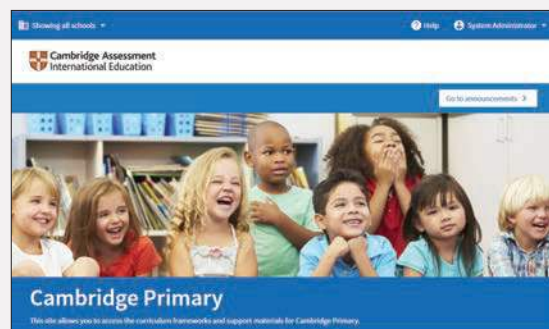 Showing all schools
Help
System Administrator
Cambridge Assessment
International Education
Go to announcements
Cambridge Primary
This site allows you to access the curriculum frameworks and support materials for Cambridge Primary.